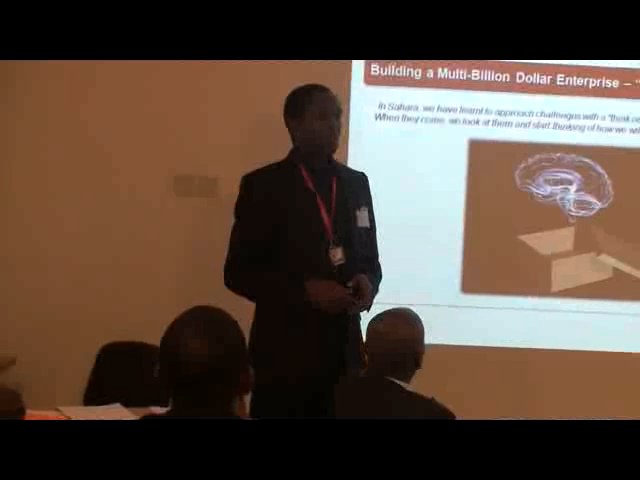 Building a Multi-Billion Dollar Enterprise – "
In Sahara, we have learnt to approach challenges with a "think
When they come, we look at them and start thinking of how we